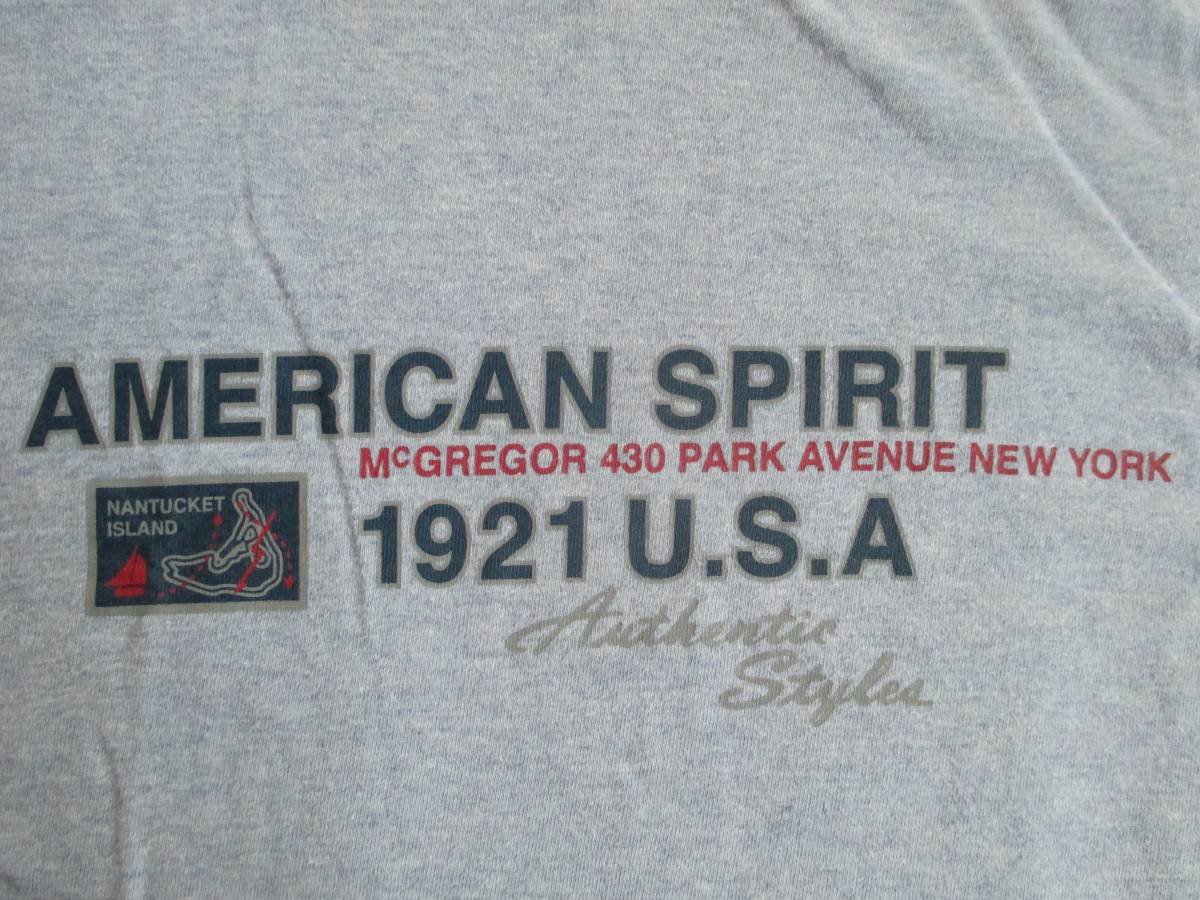 AMERICAN SPIRIT
McGREGOR 430 PARK AVENUE NEW YORK
NANTUCKET
ISLAND
1921 U.S.A
Authentic
Styles